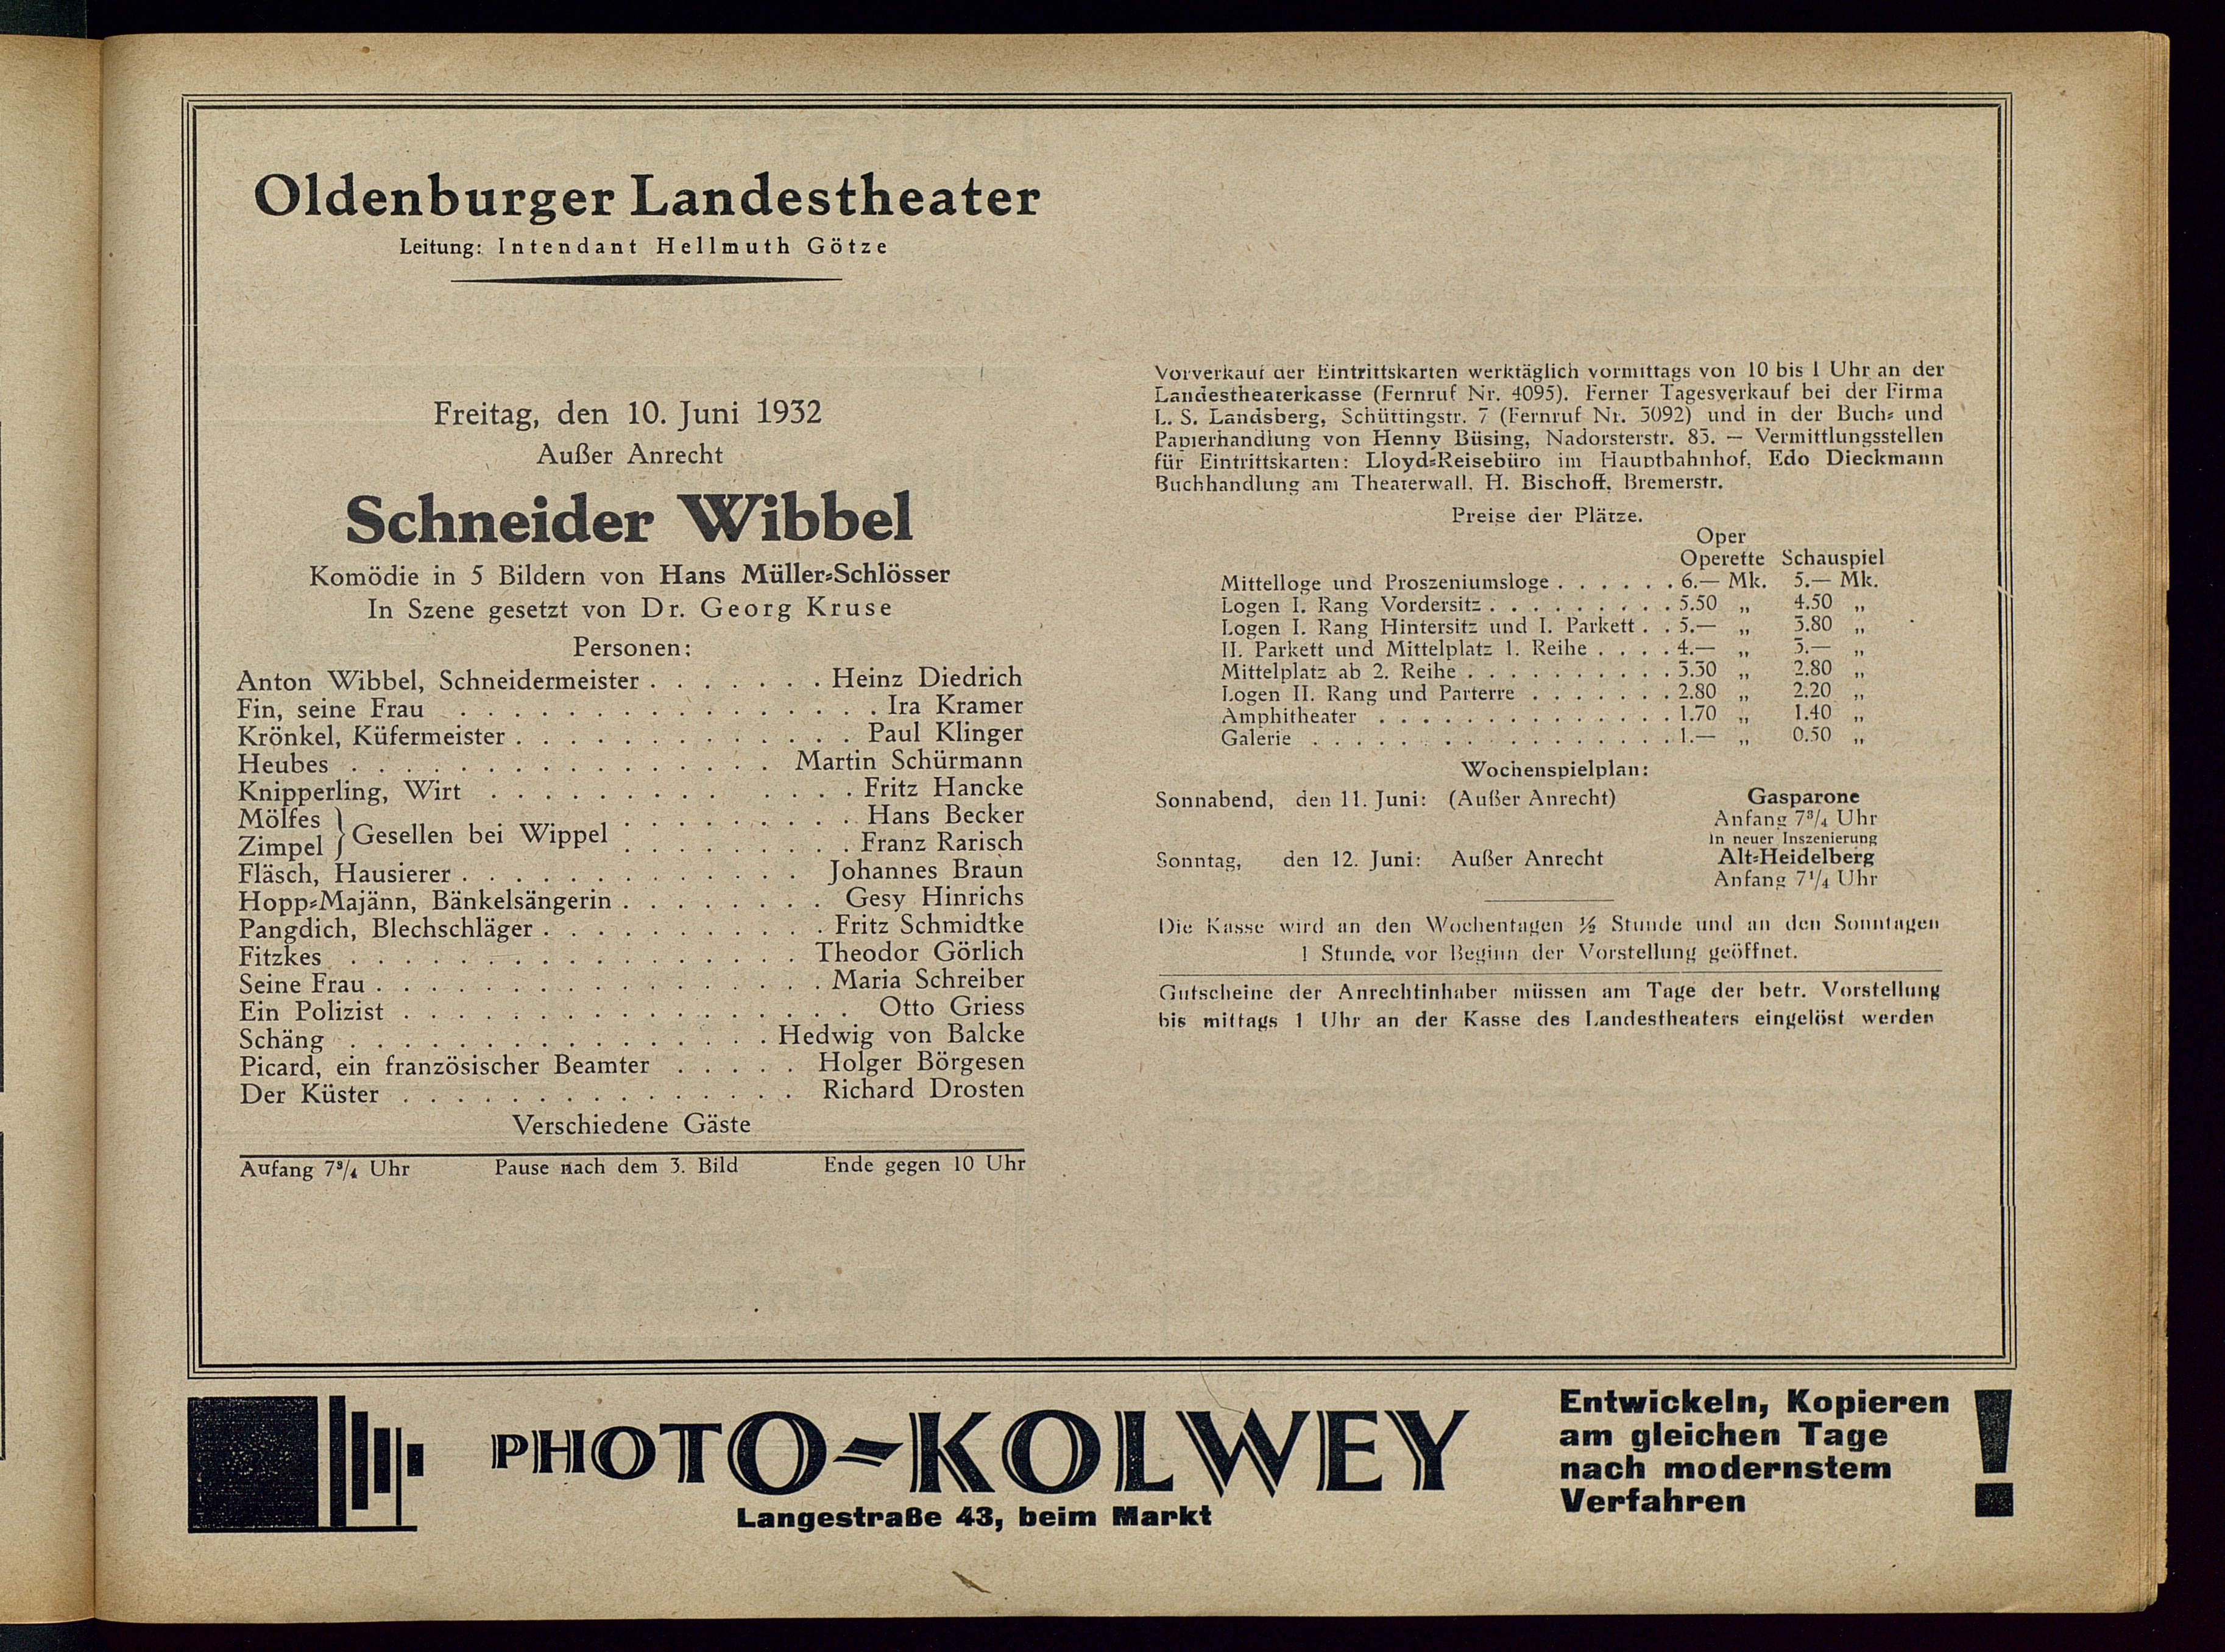 Oldenburger Landestheater
Leitung: Intendant Hellmuth Götze
Freitag, den 10. Juni 1932
Außer Anrecht
Schneider Wibbel
Komödie in 5 Bildern von Hans Müller=Schlösser
In Szene gesetzt von Dr. Georg Kruse
Personen:
Anton Wibbel, Schneidermeister . . . . . . . Heinz Diedrich
Fin, seine Frau . . . . . . . . . . . . . . . . Ira Kramer
Krönkel, Küfermeister . . . . . . . . . . . . . Paul Klinger
Heubes . . . . . . . . . . . . . . . . Martin Schürmann
Knipperling, Wirt . . . . . . . . . . . . . Fritz Hancke
Mölfes } Gesellen bei Wippel . . . . . . . . . Hans Becker
Zimpel } . . . . . . . . . Franz Rarisch
Fläsch, Hausierer . . . . . . . . . . . . . Johannes Braun
Hopp=Majänn, Bänkelsängerin . . . . . . . . Gesy Hinrichs
Pangdich, Blechschläger . . . . . . . . . . . Fritz Schmidtke
Fitzkes . . . . . . . . . . . . . . . . . Theodor Görlich
Seine Frau . . . . . . . . . . . . . . . . . Maria Schreiber
Ein Polizist . . . . . . . . . . . . . . . . . Otto Griess
Schäng . . . . . . . . . . . . . . . . Hedwig von Balcke
Picard, ein französischer Beamter . . . . . Holger Börgesen
Der Küster . . . . . . . . . . . . . . . Richard Drosten
Verschiedene Gäste
Aufang 7³/₄ Uhr Pause nach dem 3. Bild Ende gegen 10 Uhr
Vorverkauf der Eintrittskarten werktäglich vormittags von 10 bis 1 Uhr an der
Landestheaterkasse (Fernruf Nr. 4095). Ferner Tagesverkauf bei der Firma
L. S. Landsberg, Schüttingstr. 7 (Fernruf Nr. 3092) und in der Buch= und
Papierhandlung von Henny Büsing, Nadorsterstr. 83. — Vermittlungsstellen
für Eintrittskarten: Lloyd=Reisebüro im Hauptbahnhof, Edo Dieckmann
Buchhandlung am Theaterwall, H. Bischoff, Bremerstr.
Preise der Plätze.
Oper
Operette Schauspiel
Mittelloge und Proszeniumsloge . . . . . . 6.— Mk. 5.— Mk.
Logen I. Rang Vordersitz . . . . . . . . . 5.50 „ 4.50 „
Logen I. Rang Hintersitz und I. Parkett . . 5.— „ 3.80 „
II. Parkett und Mittelplatz 1. Reihe . . . . 4.— „ 3.— „
Mittelplatz ab 2. Reihe . . . . . . . . . . 3.30 „ 2.80 „
Logen II. Rang und Parterre . . . . . . . 2.80 „ 2.20 „
Amphitheater . . . . . . . . . . . . . . 1.70 „ 1.40 „
Galerie . . . . . . . . . . . . . . . . . 1.— „ 0.50 „
Wochenspielplan:
Sonnabend, den 11. Juni: (Außer Anrecht) Gasparone
Anfang 7³/₄ Uhr
In neuer Inszenierung
Sonntag, den 12. Juni: Außer Anrecht Alt=Heidelberg
Anfang 7¹/₄ Uhr
Die Kasse wird an den Wochentagen ½ Stunde und an den Sonntagen
1 Stunde vor Beginn der Vorstellung geöffnet.
Gutscheine der Anrechtinhaber müssen am Tage der betr. Vorstellung
bis mittags 1 Uhr an der Kasse des Landestheaters eingelöst werden
PHOTO=KOLWEY
Langestraße 43, beim Markt
Entwickeln, Kopieren
am gleichen Tage
nach modernstem
Verfahren !